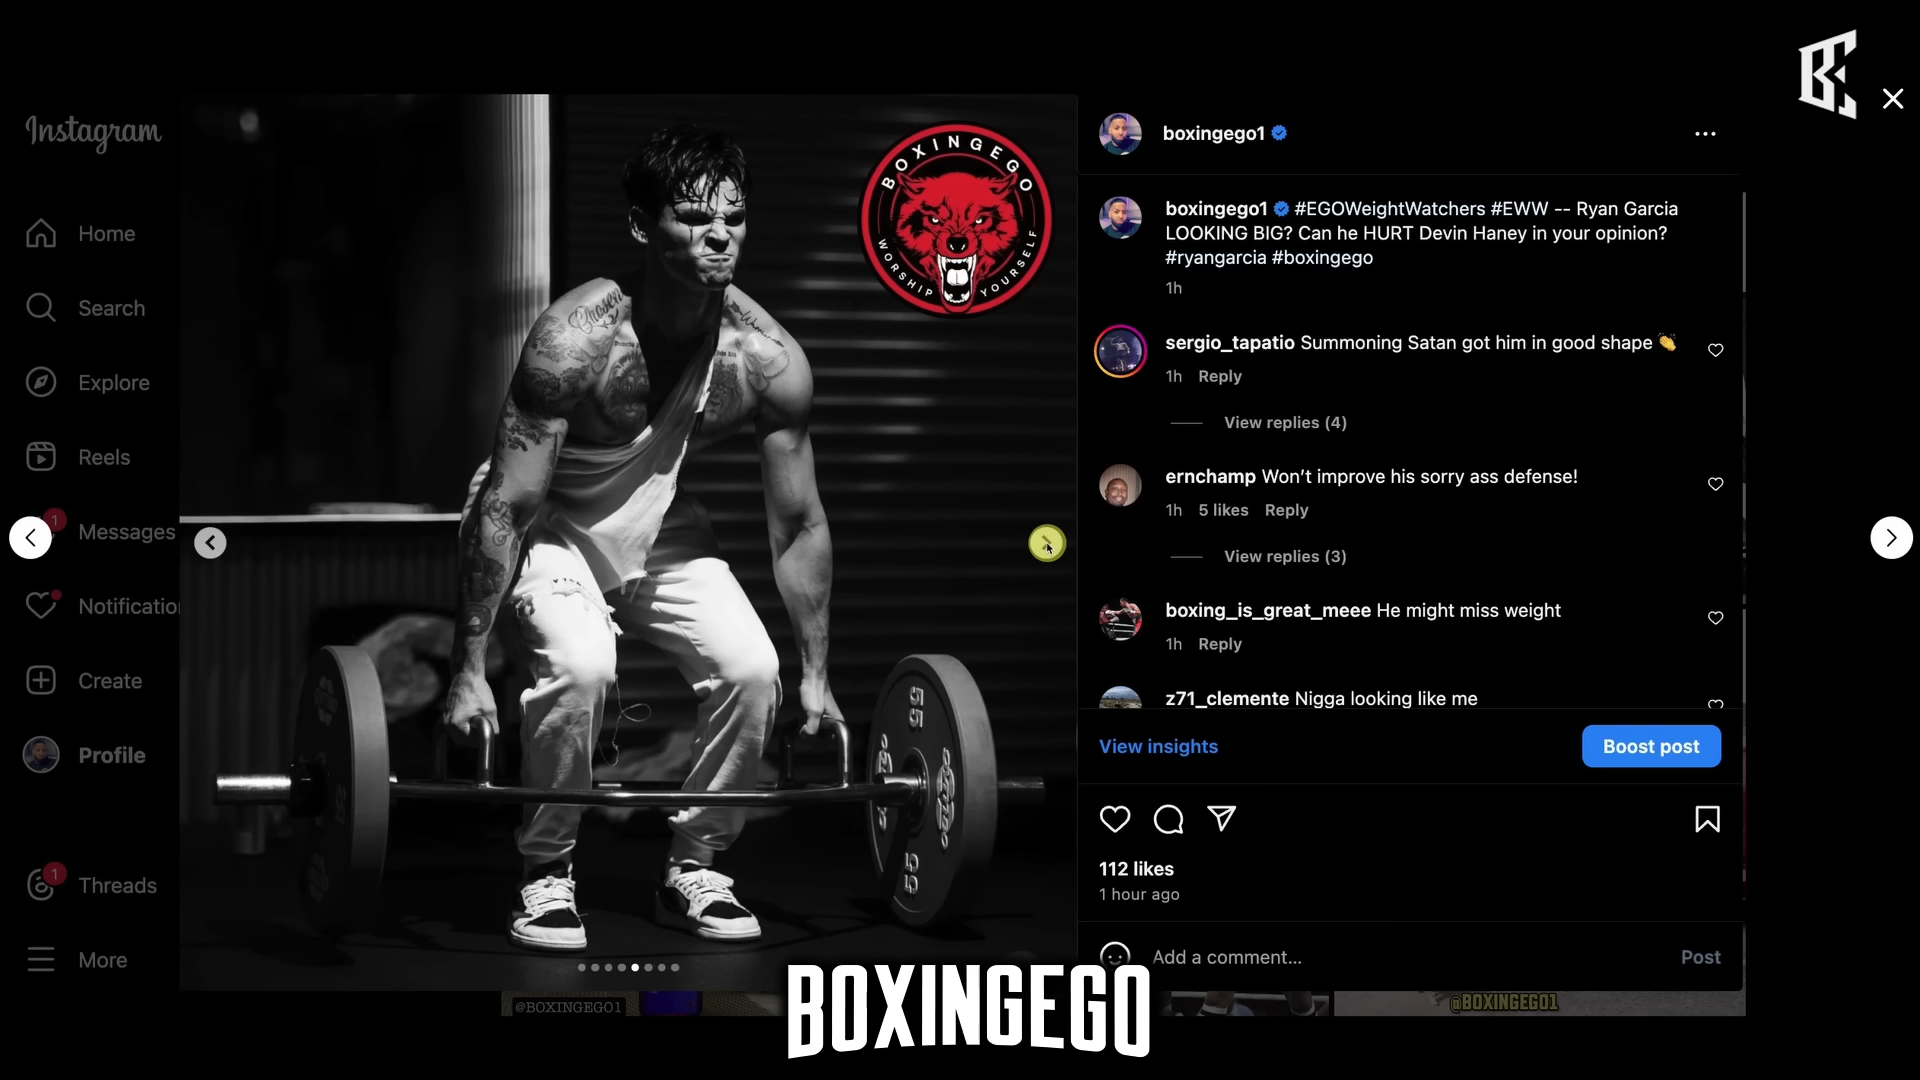 Instagram
Home
Search
Explore
Reels
1
Messages
Notificatio
Create
Profile
1
Threads
More
BOXINGEGO
WORSHIP YOURSELF
Chosen
55
55
@BOXINGEGO1
BOXINGEGO
boxingego1
boxingego1 #EGOWeightWatchers #EWW -- Ryan Garcia
LOOKING BIG? Can he HURT Devin Haney in your opinion?
#ryangarcia #boxingego
1h
sergio_tapatio Summoning Satan got him in good shape 👏
1h Reply
View replies (4)
ernchamp Won’t improve his sorry ass defense!
1h 5 likes Reply
View replies (3)
boxing_is_great_meee He might miss weight
1h Reply
z71_clemente Nigga looking like me
View insights
Boost post
112 likes
1 hour ago
Add a comment...
Post
@BOXINGEGO1
BE